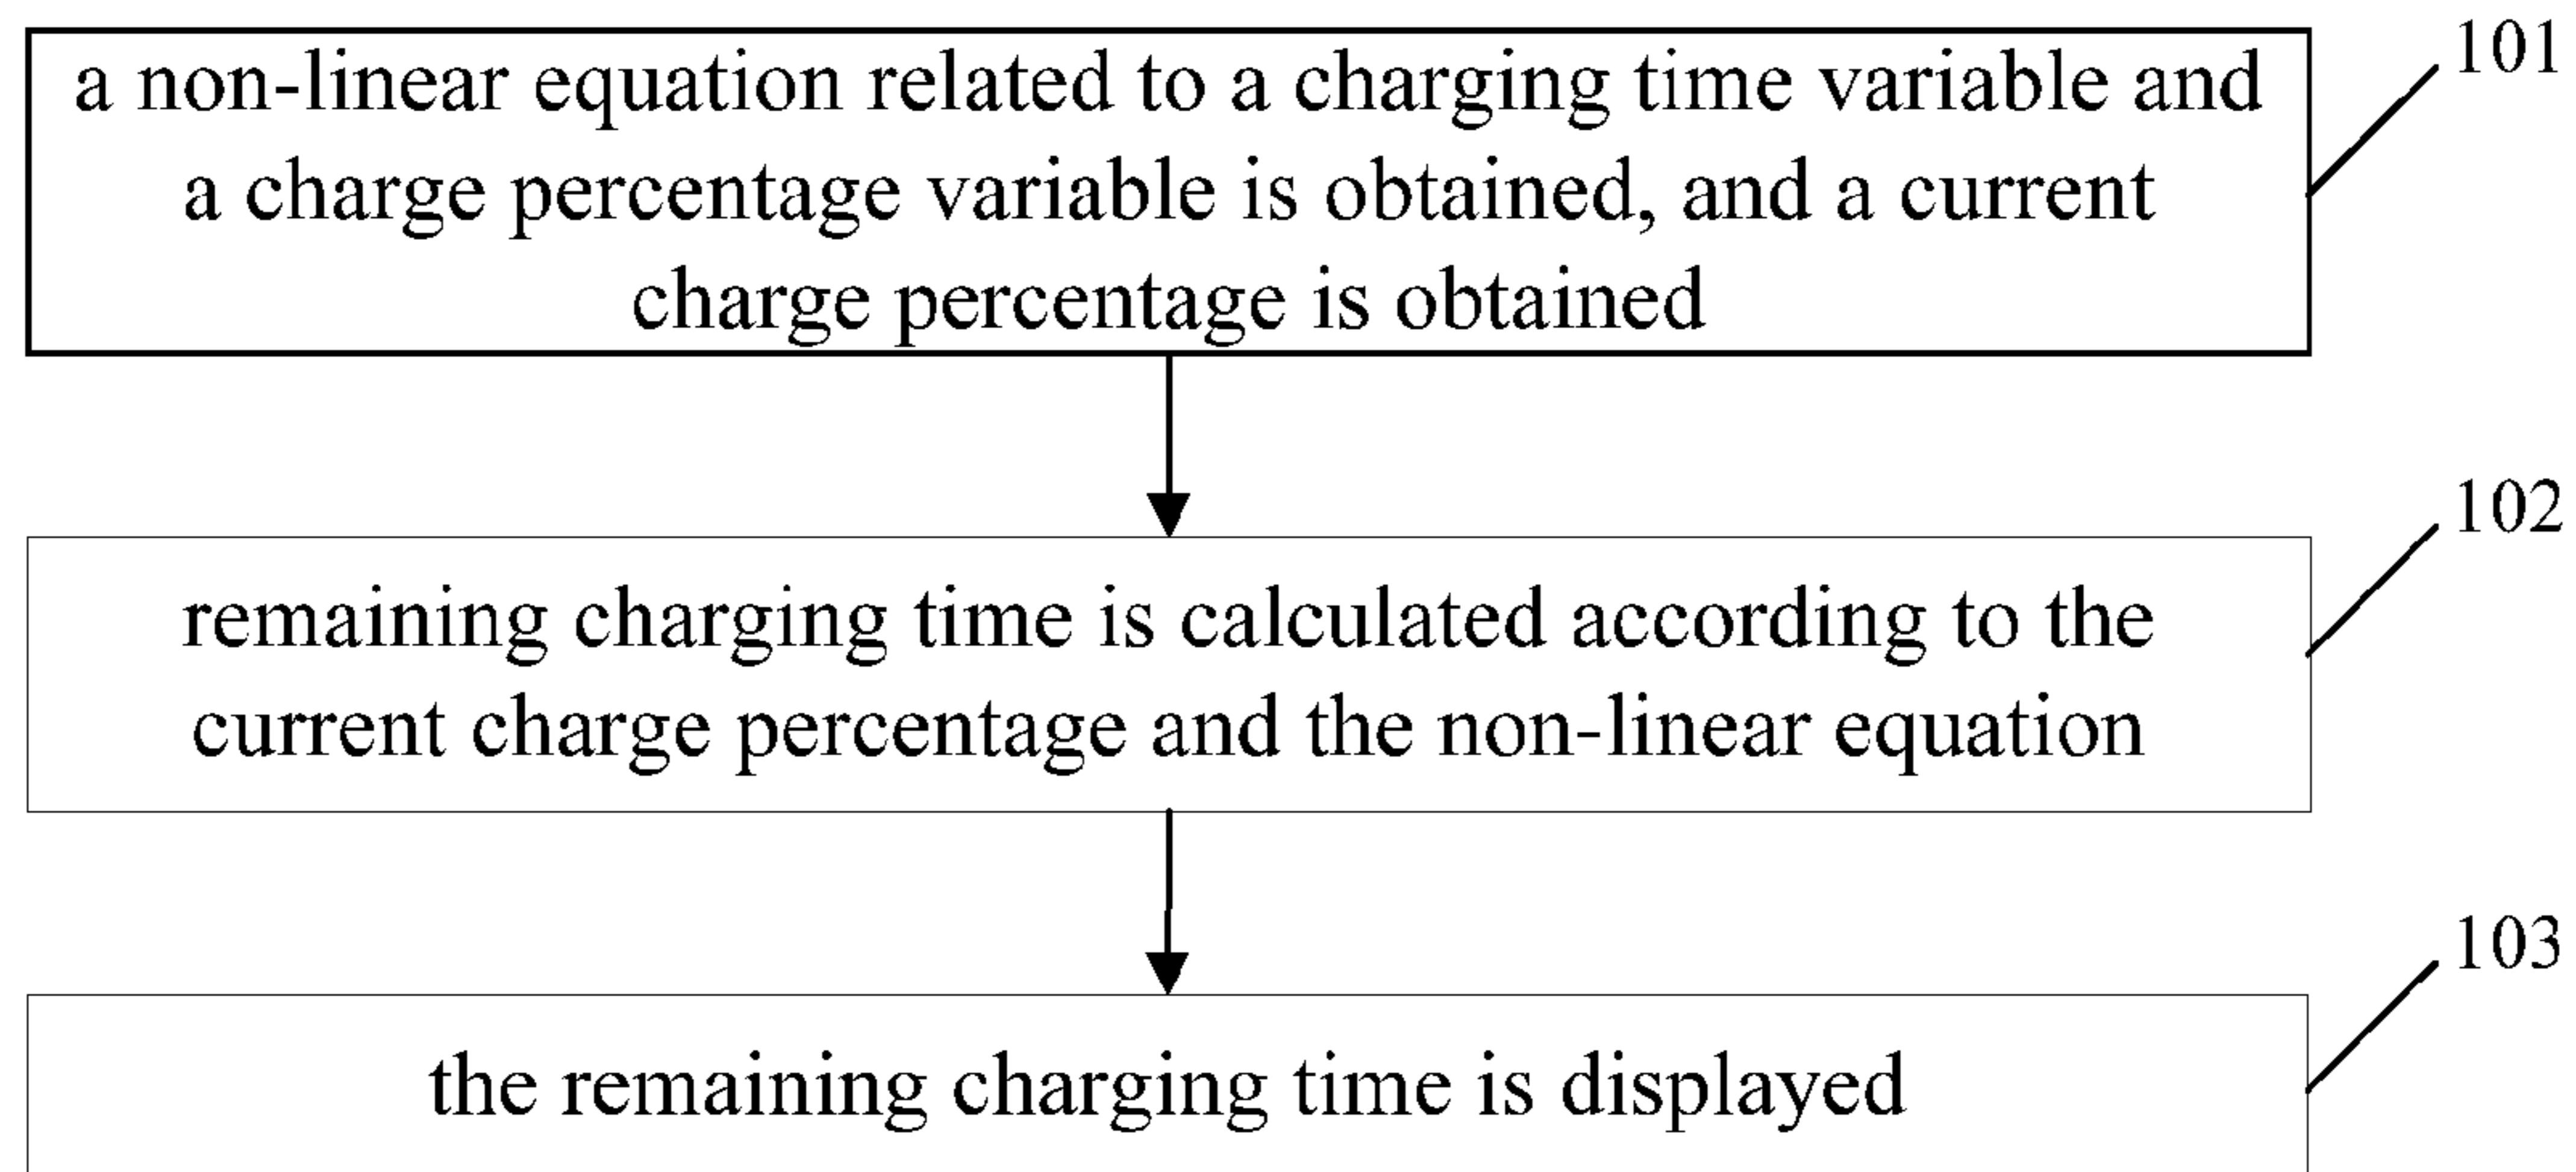 a non-linear equation related to a charging time variable and
a charge percentage variable is obtained, and a current
charge percentage is obtained
101
remaining charging time is calculated according to the
current charge percentage and the non-linear equation
102
the remaining charging time is displayed
103